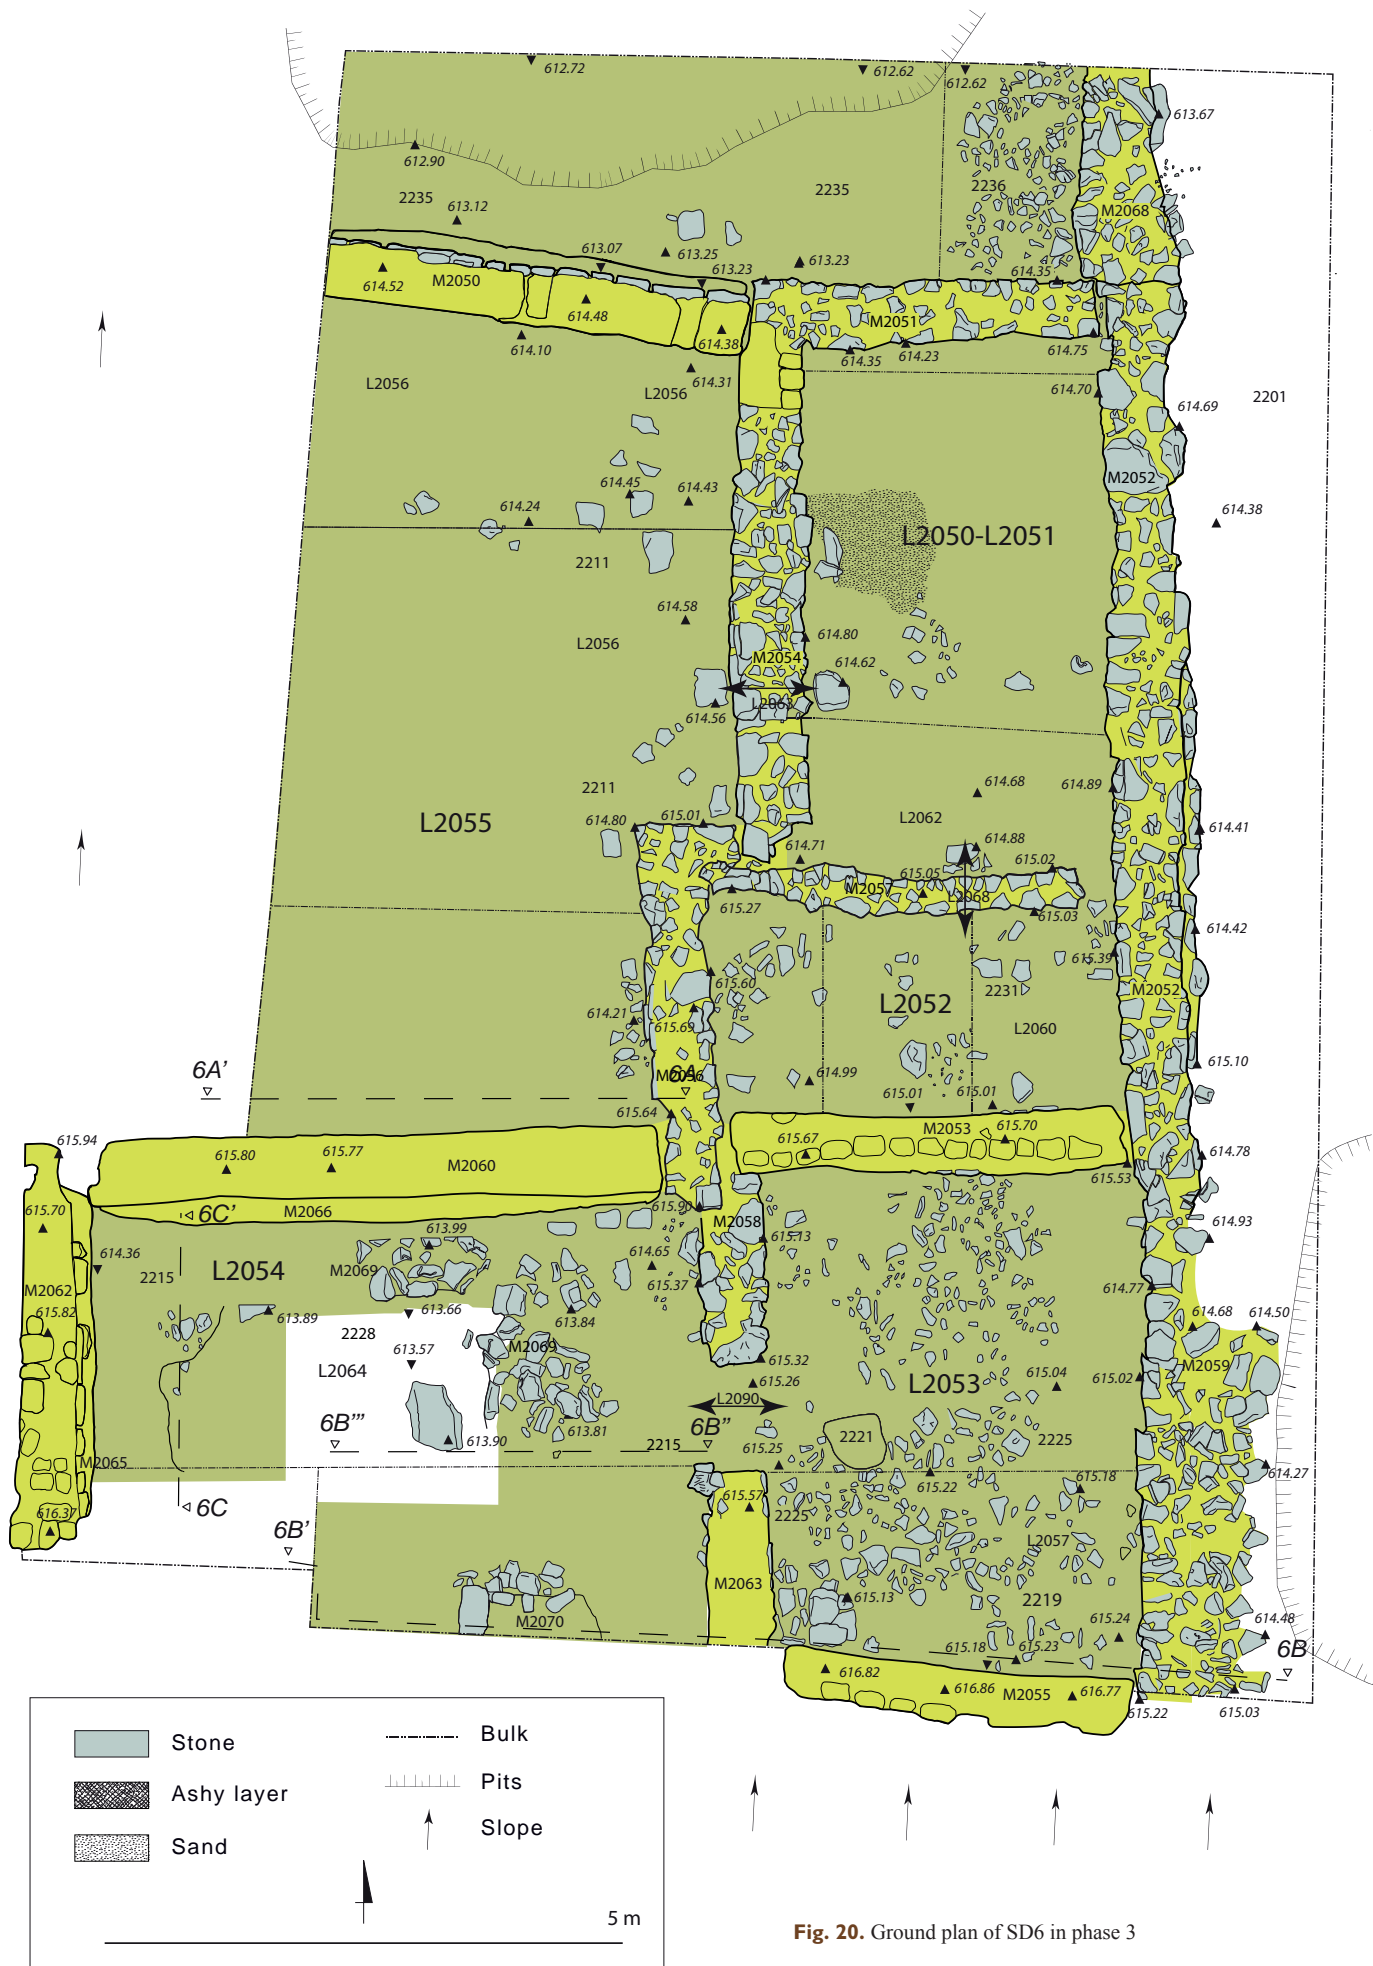 612.72
612.62
612.62
613.67
612.90
2235
2235
2236
613.12
M2068
613.07
613.25
613.23
613.23
614.35
M2050
614.52
614.48
M2051
614.38
614.10
614.35
614.23
614.75
L2056
L2056
614.31
614.70
2201
614.69
614.45
614.43
M2052
614.24
614.38
L2050-L2051
2211
614.58
L2056
614.80
M2054
614.62
L2063
614.56
2211
614.68
614.89
L2055
614.80
615.01
L2062
614.41
614.88
614.71
615.02
615.05
M2057
L2068
615.27
615.03
614.42
615.39
615.60
2231
M2052
L2052
614.21
615.69
L2060
615.10
6A'
M2056
6A
614.99
615.01
615.01
615.64
M2053
615.70
615.94
615.67
614.78
615.80
615.77
M2060
615.53
615.70
6C'
M2066
615.90
M2058
614.93
613.99
615.13
614.36
2215
L2054
M2069
614.65
615.37
614.77
M2062
615.82
613.89
613.66
613.84
614.68
614.50
2228
M2069
613.57
L2064
615.32
M2059
615.26
L2053
615.04
615.02
L2090
6B'''
613.81
6B''
2221
2225
613.90
2215
615.25
M2065
614.27
615.22
615.18
6C
615.57
616.37
2225
6B'
L2057
M2063
615.13
2219
M2070
615.24
614.48
615.18
615.23
6B
616.82
616.86
M2055
616.77
615.22
615.03
Stone
Bulk
Ashy layer
Pits
Sand
Slope
5 m
Fig. 20. Ground plan of SD6 in phase 3